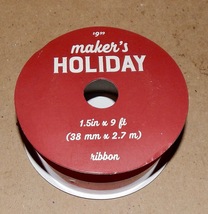 maker's
HOLIDAY
1.5in x 9 ft
(38 mm x 2.7 m)
ribbon